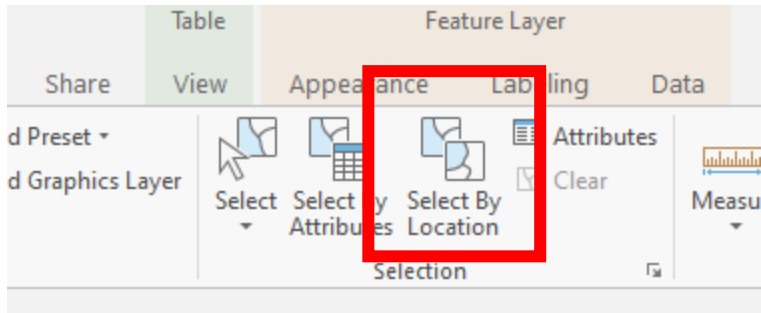 Table Feature Layer
Share View Appearance Labeling Data
d Preset
d Graphics Layer
Select
Select By
Attributes
Select By
Location
Attributes
Clear
Measu
Selection